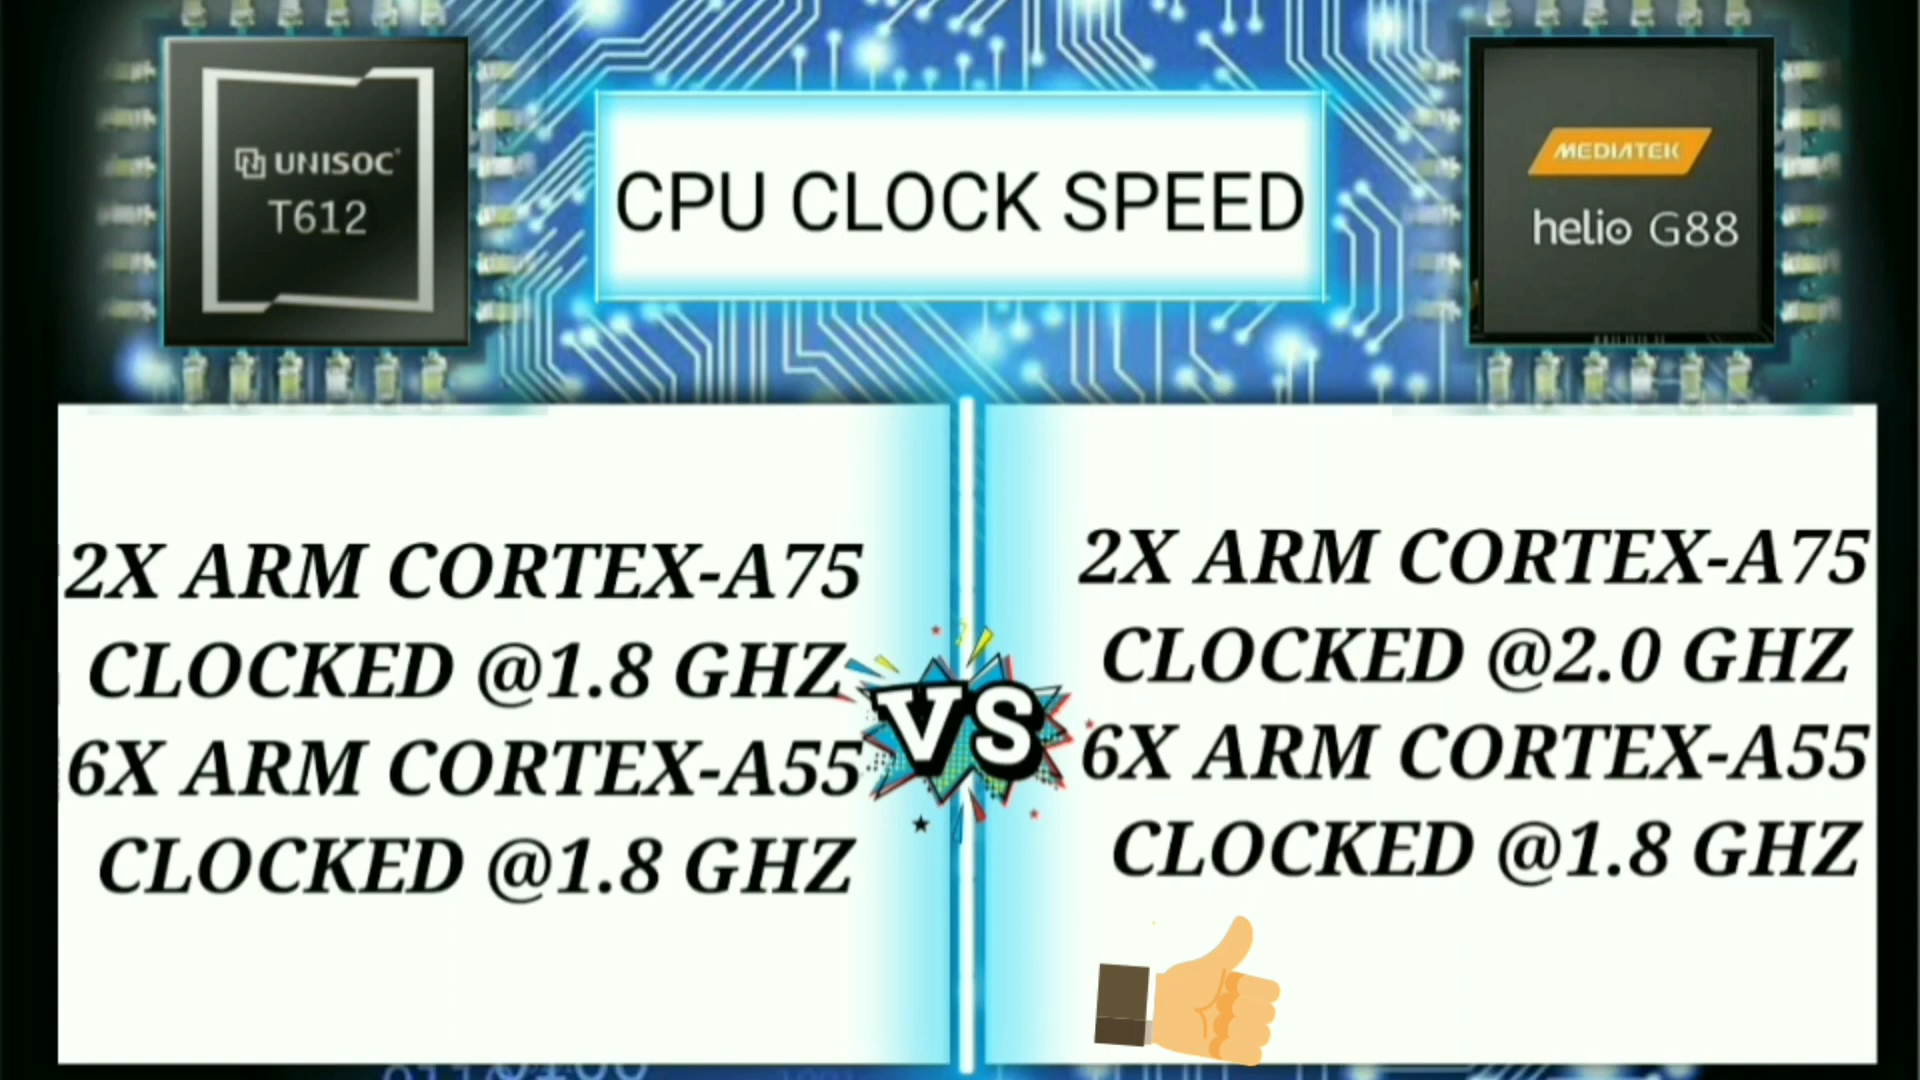 UNISOC
T612
CPU CLOCK SPEED
MEDIATEK
helio G88
2X ARM CORTEX-A75
CLOCKED @1.8 GHZ
6X ARM CORTEX-A55
CLOCKED @1.8 GHZ
VS
2X ARM CORTEX-A75
CLOCKED @2.0 GHZ
6X ARM CORTEX-A55
CLOCKED @1.8 GHZ